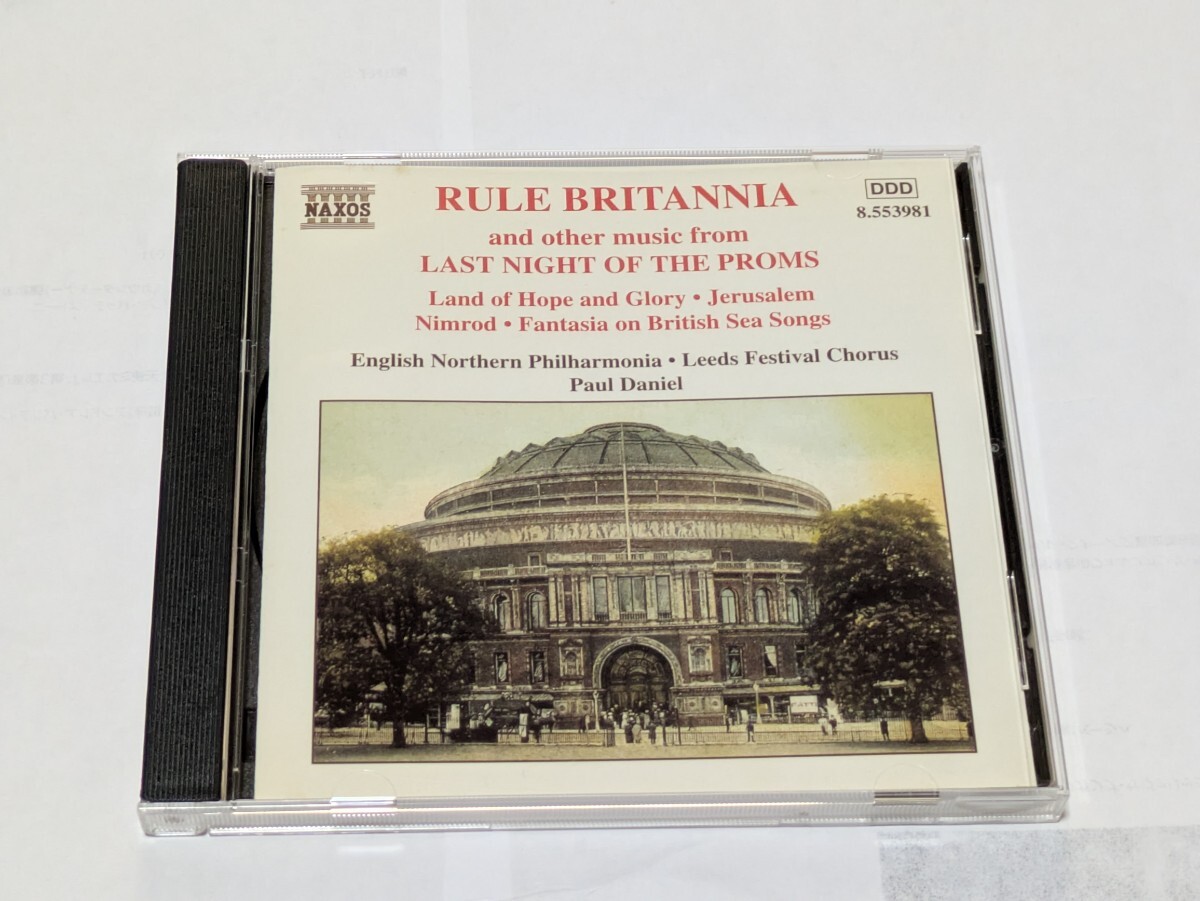 NAXOS
RULE BRITANNIA
DDD
8.553981
and other music from
LAST NIGHT OF THE PROMS
Land of Hope and Glory • Jerusalem
Nimrod • Fantasia on British Sea Songs
English Northern Philharmonia • Leeds Festival Chorus
Paul Daniel